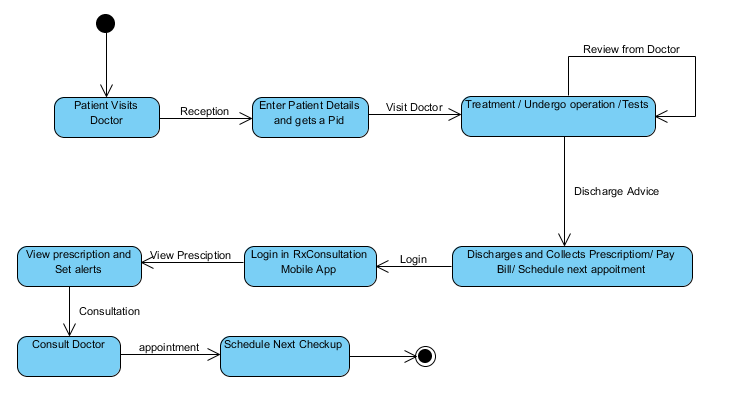 Review from Doctor
Patient Visits
Doctor
Reception
Enter Patient Details
and gets a Pid
Visit Doctor
Treatment / Undergo operation /Tests
Discharge Advice
View prescription and
Set alerts
View Presciption
Login in RxConsultation
Mobile App
Login
Discharges and Collects Prescriptiom/ Pay
Bill/ Schedule next appoitment
Consultation
Consult Doctor
appointment
Schedule Next Checkup